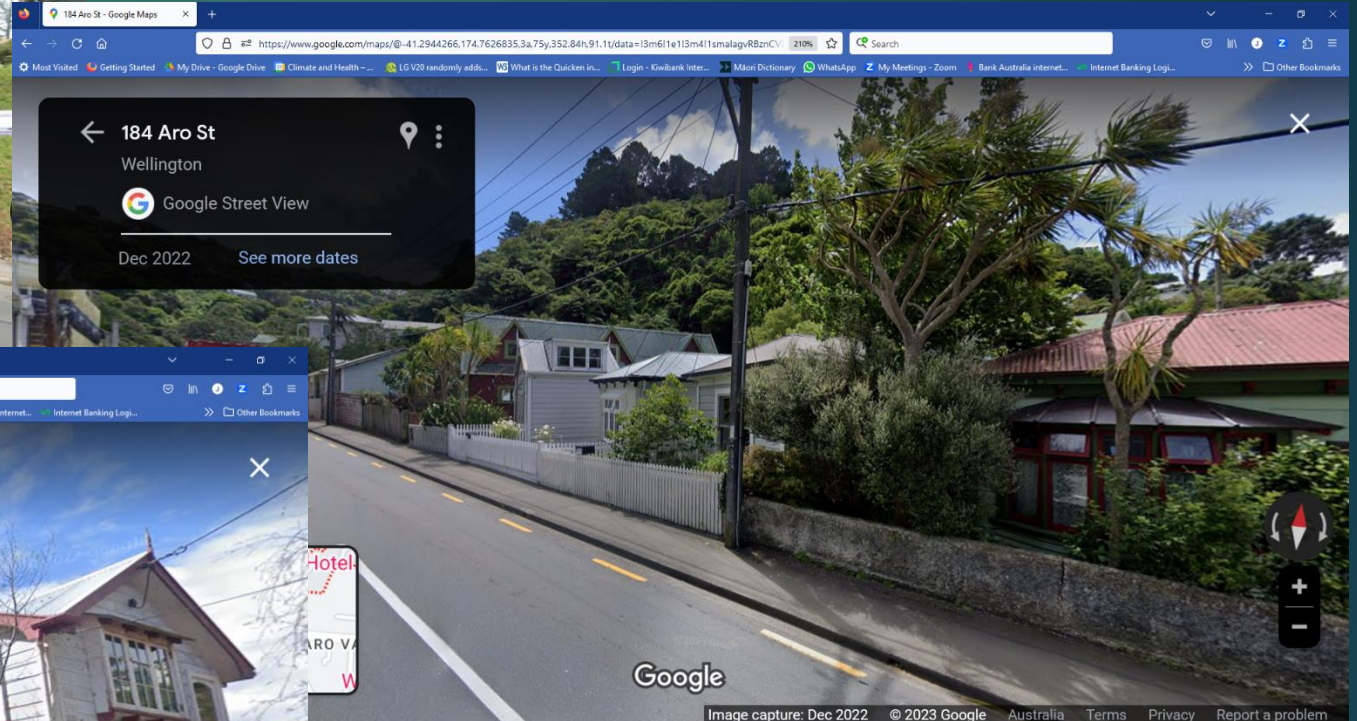 184 Aro St - Google Maps
https://www.google.com/maps/@-41.2944266,174.7626835,3a,75y,352.84h,91.1t/data=!3m6!1e1!3m4!1smalagvRBznCV
210%
Search
Most Visited
Getting Started
My Drive - Google Drive
Climate and Health – ...
LG V20 randomly adds...
What is the Quicken in...
Login - Kiwibank Inter...
Māori Dictionary
WhatsApp
My Meetings - Zoom
Bank Australia internet...
Internet Banking Logi...
Other Bookmarks
184 Aro St
Wellington
Google Street View
Dec 2022
See more dates
nternet...
Internet Banking Logi...
Other Bookmarks
Hotel
ARO VA
W
Google
Image capture: Dec 2022 © 2023 Google Australia Terms Privacy Report a problem